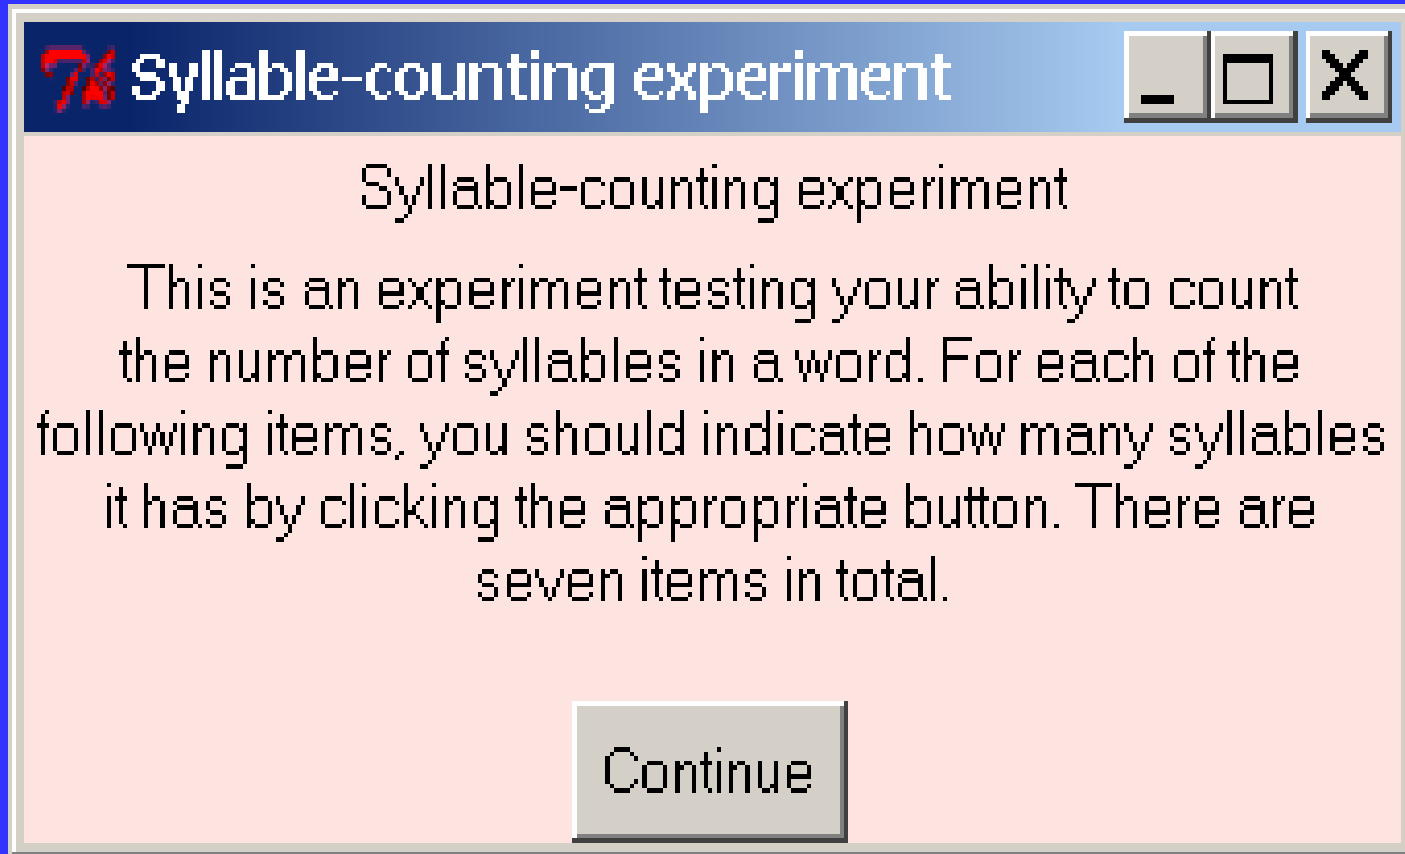 Syllable-counting experiment
Syllable-counting experiment
This is an experiment testing your ability to count
the number of syllables in a word. For each of the
following items, you should indicate how many syllables
it has by clicking the appropriate button. There are
seven items in total.
Continue